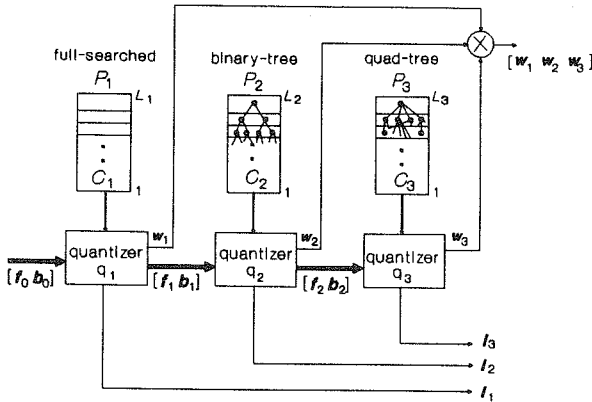 full-searched binary-tree quad-tree
P₁ L₁ P₂ L₂ P₃ L₃
[w₁ w₂ w₃]
C₁ 1 C₂ 1 C₃ 1
w₁ w₂ w₃
quantizer quantizer quantizer
q₁ q₂ q₃
[f₀ b₀] [f₁ b₁] [f₂ b₂]
I₃
I₂
I₁